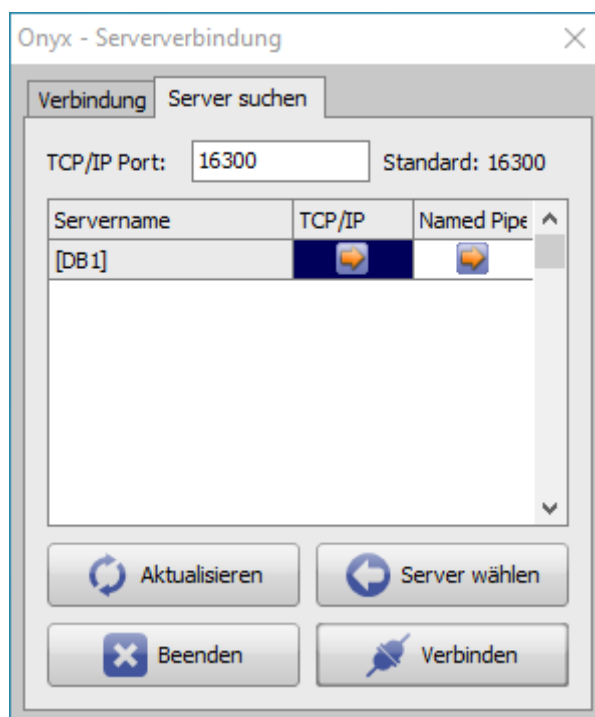 Onyx - Serververbindung
Verbindung Server suchen
TCP/IP Port: 16300 Standard: 16300
Servername TCP/IP Named Pipe
[DB1]
Aktualisieren Server wählen
Beenden Verbinden